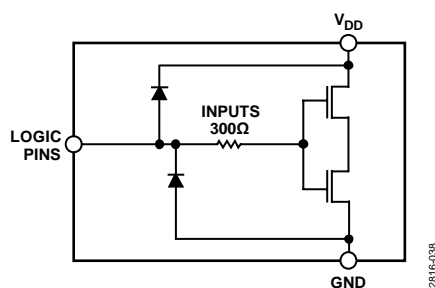 VDD
INPUTS
300Ω
LOGIC
PINS
GND
2816-038